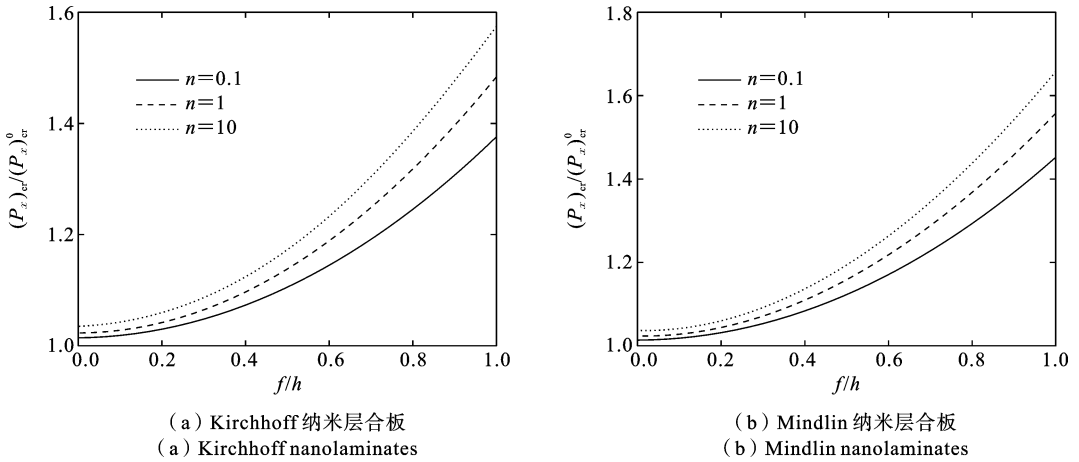 1.6
1.4
1.2
1.0
(Pₓ)cr/(Pₓ)⁰cr
n=0.1
n=1
n=10
0.0 0.2 0.4 0.6 0.8 1.0
f/h
(a) Kirchhoff 纳米层合板
(a) Kirchhoff nanolaminates
1.8
1.6
1.4
1.2
1.0
(Pₓ)cr/(Pₓ)⁰cr
n=0.1
n=1
n=10
0.0 0.2 0.4 0.6 0.8 1.0
f/h
(b) Mindlin 纳米层合板
(b) Mindlin nanolaminates